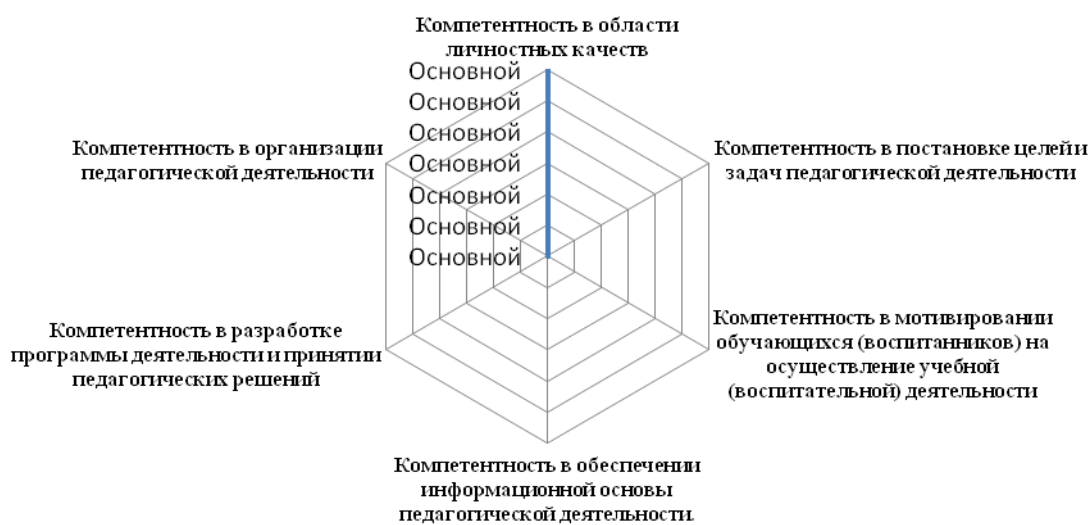 Компетентность в области
личностных качеств
Основной
Основной
Основной
Основной
Основной
Основной
Основной
Компетентность в постановке целей и
задач педагогической деятельности
Компетентность в мотивировании
обучающихся (воспитанников) на
осуществление учебной
(воспитательной) деятельности
Компетентность в обеспечении
информационной основы
педагогической деятельности.
Компетентность в разработке
программы деятельности и принятии
педагогических решений
Компетентность в организации
педагогической деятельности